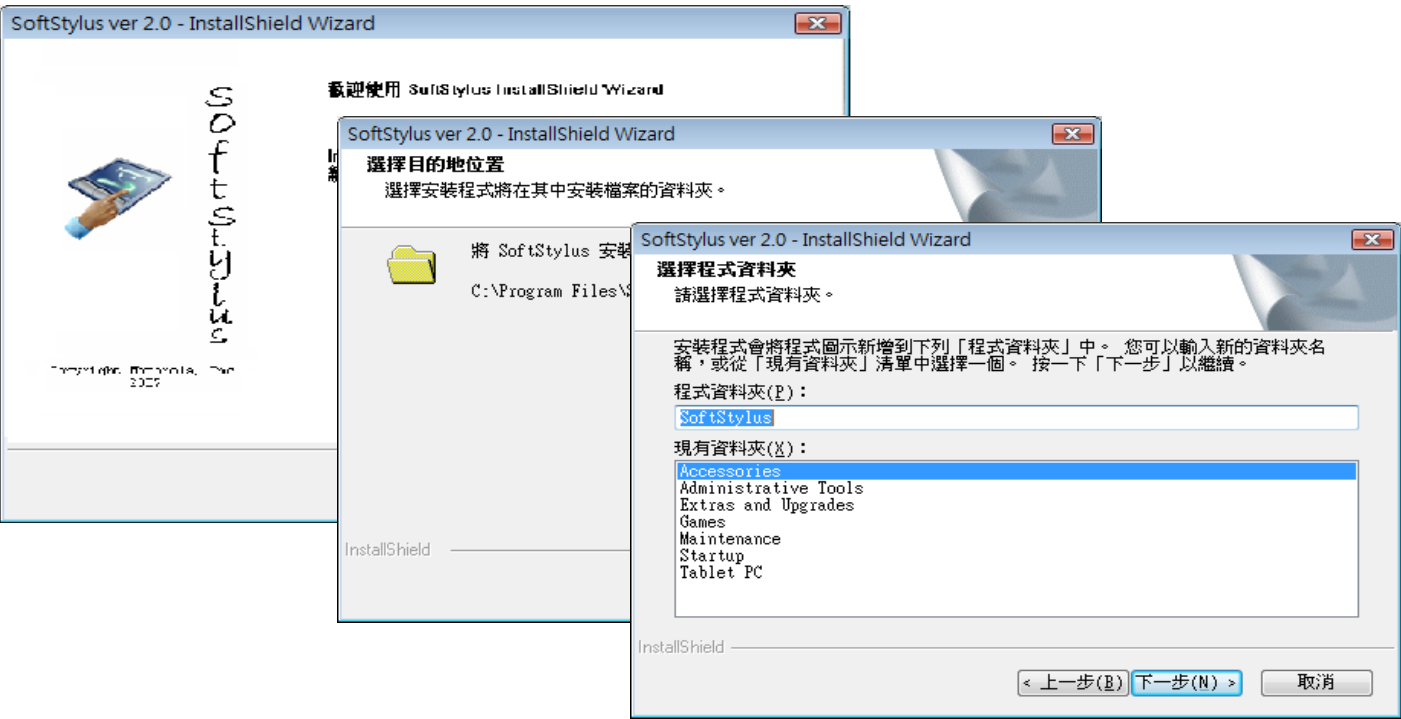 SoftStylus ver 2.0 - InstallShield Wizard
SoftStylus
歡迎使用 SoftStylus InstallShield Wizard
2007
SoftStylus ver 2.0 - InstallShield Wizard
選擇目的地位置
選擇安裝程式將在其中安裝檔案的資料夾。
將 SoftStylus 安裝
C:\Program Files\S
InstallShield
SoftStylus ver 2.0 - InstallShield Wizard
選擇程式資料夾
請選擇程式資料夾。
安裝程式會將程式圖示新增到下列「程式資料夾」中。 您可以輸入新的資料夾名
稱，或從「現有資料夾」清單中選擇一個。 按一下「下一步」以繼續。
程式資料夾(P)：
SoftStylus
現有資料夾(X)：
Accessories
Administrative Tools
Extras and Upgrades
Games
Maintenance
Startup
Tablet PC
InstallShield
< 上一步(B) 下一步(N) > 取消